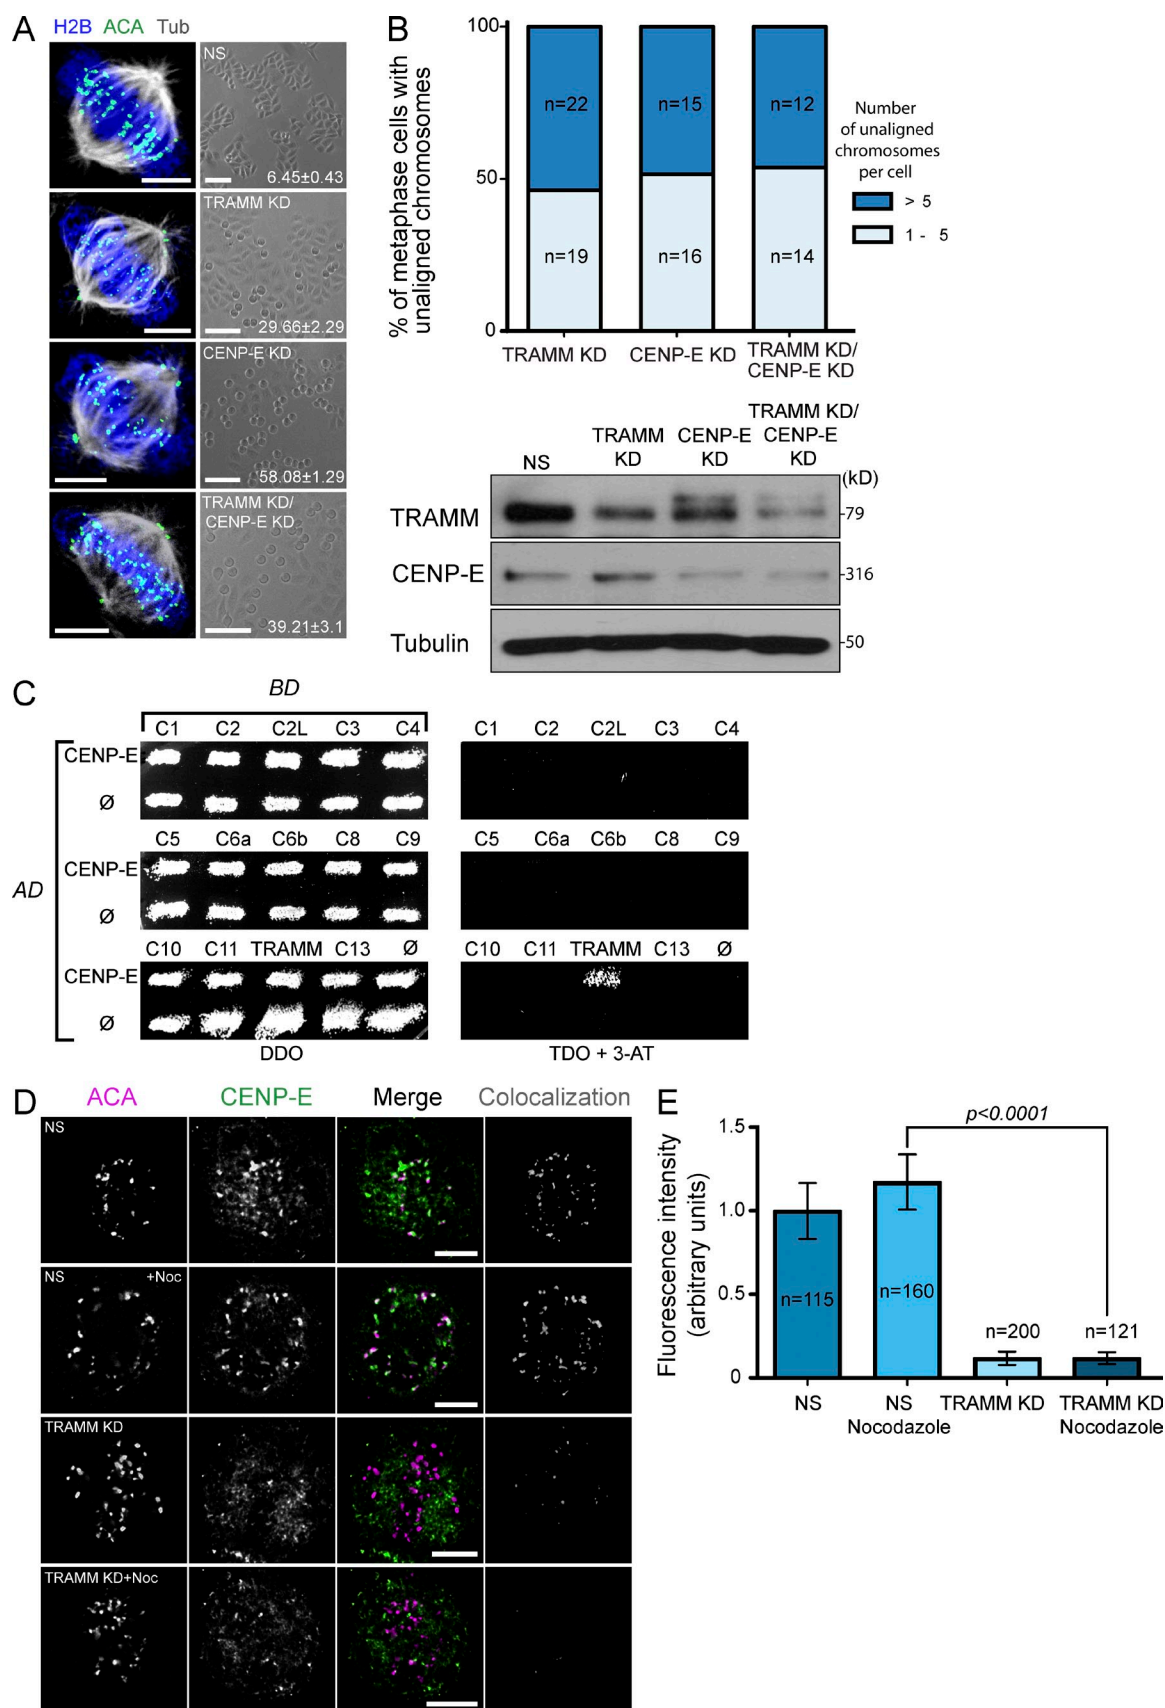 A
H2B ACA Tub
NS
6.45±0.43
TRAMM KD
29.66±2.29
CENP-E KD
58.08±1.29
TRAMM KD/
CENP-E KD
39.21±3.1
B
% of metaphase cells with
unaligned chromosomes
100
50
0
n=22
n=15
n=12
n=19
n=16
n=14
TRAMM KD
CENP-E KD
TRAMM KD/
CENP-E KD
Number
of unaligned
chromosomes
per cell
> 5
1 - 5
NS
TRAMM
KD
CENP-E
KD
TRAMM KD/
CENP-E
KD
(kD)
TRAMM
-79
CENP-E
-316
Tubulin
-50
C
BD
AD
C1 C2 C2L C3 C4
C1 C2 C2L C3 C4
CENP-E
Ø
C5 C6a C6b C8 C9
C5 C6a C6b C8 C9
CENP-E
Ø
C10 C11 TRAMM C13 Ø
C10 C11 TRAMM C13 Ø
CENP-E
Ø
DDO
TDO + 3-AT
D
ACA CENP-E Merge Colocalization
NS
NS +Noc
TRAMM KD
TRAMM KD+Noc
E
Fluorescence intensity
(arbitrary units)
1.5
1.0
0.5
0
p<0.0001
n=115
n=160
n=200
n=121
NS
NS
Nocodazole
TRAMM KD
TRAMM KD
Nocodazole